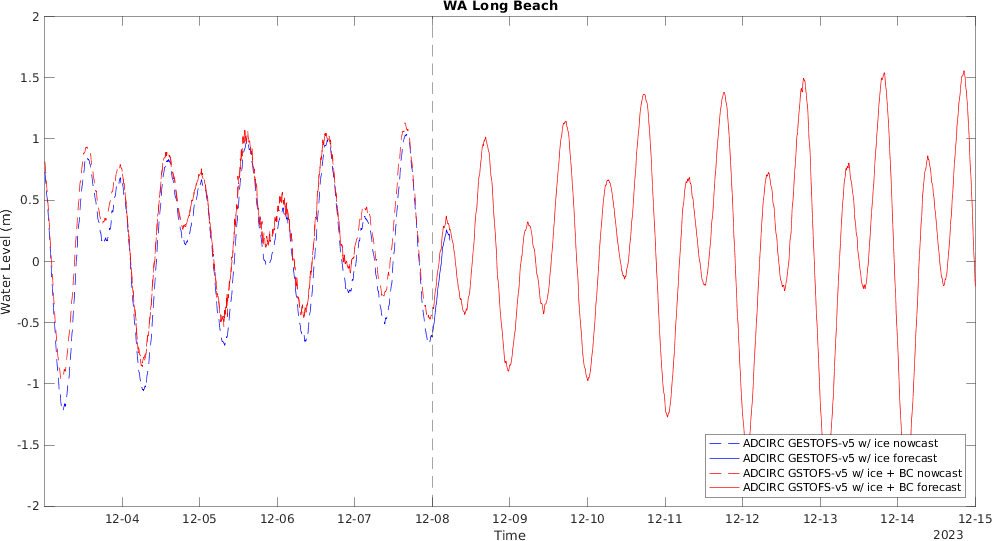 WA Long Beach
2
1.5
1
0.5
0
-0.5
-1
-1.5
-2
Water Level (m)
12-04 12-05 12-06 12-07 12-08 12-09 12-10 12-11 12-12 12-13 12-14 12-15
Time
2023
ADCIRC GESTOFS-v5 w/ ice nowcast
ADCIRC GESTOFS-v5 w/ ice forecast
ADCIRC GSTOFS-v5 w/ ice + BC nowcast
ADCIRC GSTOFS-v5 w/ ice + BC forecast